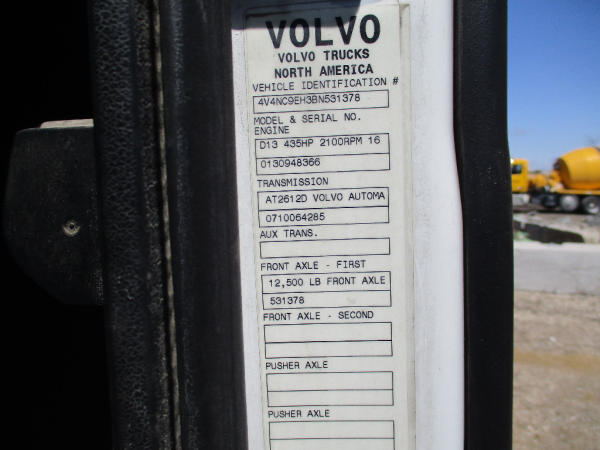 VOLVO
VOLVO TRUCKS
NORTH AMERICA
VEHICLE IDENTIFICATION #
4V4NC9EH3BN531378
MODEL & SERIAL NO.
ENGINE
D13 435HP 2100RPM 16
0130948366
TRANSMISSION
AT2612D VOLVO AUTOMA
0710064285
AUX TRANS.
FRONT AXLE - FIRST
12,500 LB FRONT AXLE
531378
FRONT AXLE - SECOND
PUSHER AXLE
PUSHER AXLE